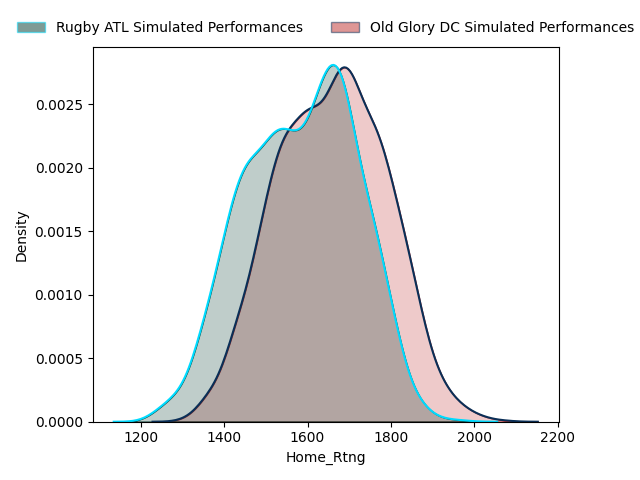 Rugby ATL Simulated Performances Old Glory DC Simulated Performances
0.0025
0.0020
0.0015
0.0010
0.0005
0.0000
Density
1200 1400 1600 1800 2000 2200
Home_Rtng